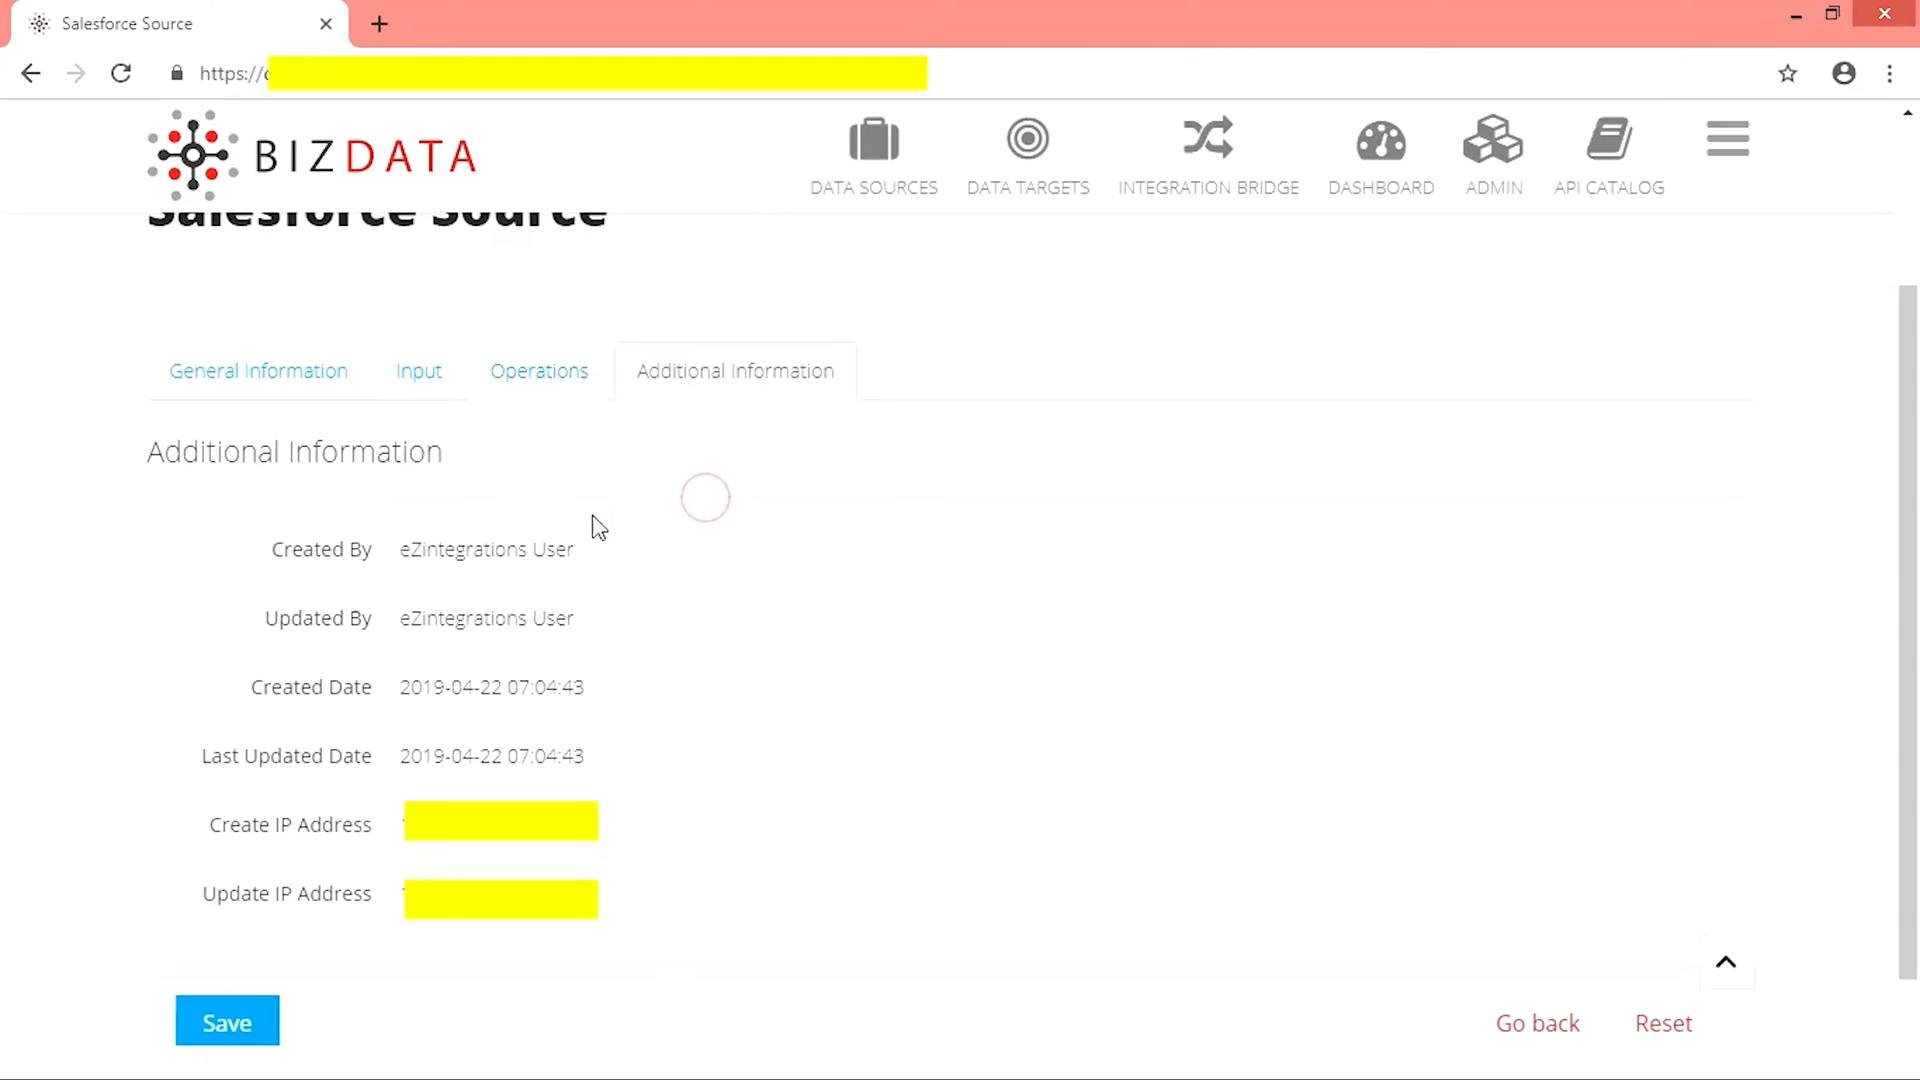 Salesforce Source
https://
BIZDATA
DATA SOURCES
DATA TARGETS
INTEGRATION BRIDGE
DASHBOARD
ADMIN
API CATALOG
Salesforce Source
General Information
Input
Operations
Additional Information
Additional Information
Created By eZintegrations User
Updated By eZintegrations User
Created Date 2019-04-22 07:04:43
Last Updated Date 2019-04-22 07:04:43
Create IP Address
Update IP Address
Save
Go back
Reset